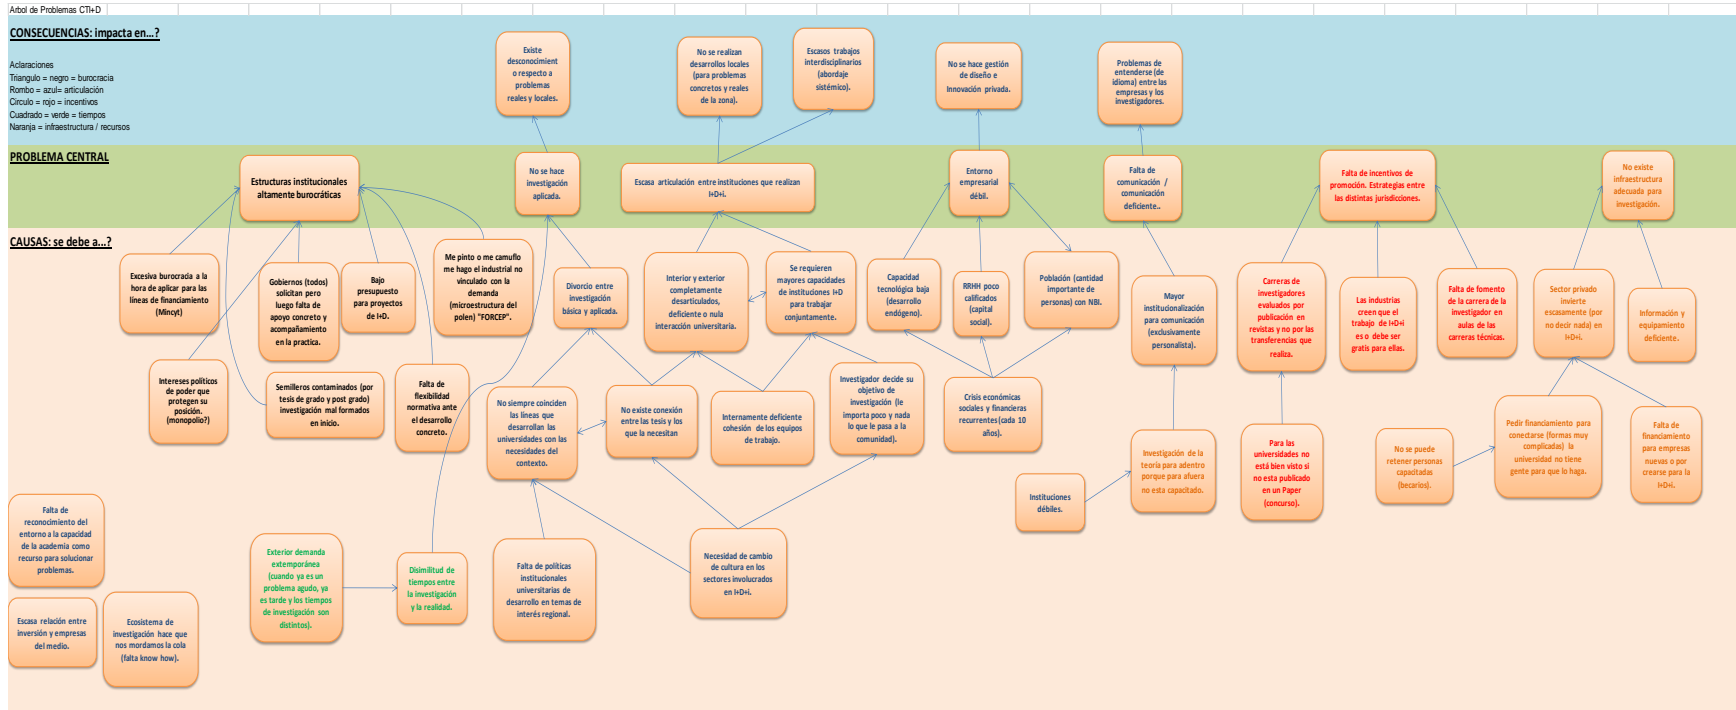 Arbol de Problemas CTI+D
CONSECUENCIAS: impacta en...?
Aclaraciones
Triangulo = negro = burocracia
Rombo = azul= articulación
Circulo = rojo = incentivos
Cuadrado = verde = tiempos
Naranja = infraestructura / recursos
Existe
desconocimient
o respecto a
problemas
reales y locales.
No se realizan
desarrollos locales
(para problemas
concretos y reales
de la zona).
Escasos trabajos
interdisciplinarios
(abordaje
sistémico).
No se hace gestión
de diseño e
Innovación privada.
Problemas de
entenderse (de
idioma) entre las
empresas y los
investigadores.
PROBLEMA CENTRAL
Estructuras institucionales
altamente burocráticas
No se hace
investigación
aplicada.
Escasa articulación entre instituciones que realizan
I+D+i.
Entorno
empresarial
débil.
Falta de
comunicación /
comunicación
deficiente..
Falta de incentivos de
promoción. Estrategias entre
las distintas jurisdicciones.
No existe
infraestructura
adecuada para
investigación.
CAUSAS: se debe a...?
Excesiva burocracia a la
hora de aplicar para las
líneas de financiamiento
(Mincyt)
Gobiernos (todos)
solicitan pero
luego falta de
apoyo concreto y
acompañamiento
en la practica.
Bajo
presupuesto
para proyectos
de I+D.
Me pinto o me camuflo
me hago el industrial no
vinculado con la
demanda
(microestructura del
polen) "FORCEP".
Divorcio entre
investigación
básica y aplicada.
Interior y exterior
completamente
desarticulados,
deficiente o nula
interacción universitaria.
Se requieren
mayores capacidades
de instituciones I+D
para trabajar
conjuntamente.
Capacidad
tecnológica baja
(desarrollo
endógeno).
RRHH poco
calificados
(capital
social).
Población (cantidad
importante de
personas) con NBI.
Mayor
institucionalización
para comunicación
(exclusivamente
personalista).
Carreras de
investigadores
evaluados por
publicación en
revistas y no por las
transferencias que
realiza.
Las industrias
creen que el
trabajo de I+D+i
es o debe ser
gratis para ellas.
Falta de fomento
de la carrera de la
investigador en
aulas de las
carreras técnicas.
Sector privado
invierte
escasamente (por
no decir nada) en
I+D+i.
Información y
equipamiento
deficiente.
Intereses políticos
de poder que
protegen su
posición.
(monopolio?)
Semilleros contaminados (por
tesis de grado y post grado)
investigación mal formados
en inicio.
Falta de
flexibilidad
normativa ante
el desarrollo
concreto.
No siempre coinciden
las líneas que
desarrollan las
universidades con las
necesidades del
contexto.
No existe conexión
entre las tesis y los
que la necesitan
Internamente deficiente
cohesión de los equipos
de trabajo.
Investigador decide su
objetivo de
investigación (le
importa poco y nada
lo que le pasa a la
comunidad).
Crisis económicas
sociales y financieras
recurrentes (cada 10
años).
Instituciones
débiles.
Investigación de la
teoría para adentro
porque para afuera
no esta capacitado.
Para las
universidades no
está bien visto si
no esta publicado
en un Paper
(concurso).
No se puede
retener personas
capacitadas
(becarios).
Pedir financiamiento para
conectarse (formas muy
complicadas) la
universidad no tiene
gente para que lo haga.
Falta de
financiamiento
para empresas
nuevas o por
crearse para la
I+D+i.
Falta de
reconocimiento del
entorno a la capacidad
de la academia como
recurso para solucionar
problemas.
Exterior demanda
extemporánea
(cuando ya es un
problema agudo, ya
es tarde y los tiempos
de investigación son
distintos).
Disimilitud de
tiempos entre
la investigación
y la realidad.
Falta de políticas
institucionales
universitarias de
desarrollo en temas de
interés regional.
Necesidad de cambio
de cultura en los
sectores involucrados
en I+D+i.
Escasa relación entre
inversión y empresas
del medio.
Ecosistema de
investigación hace que
nos mordamos la cola
(falta know how).